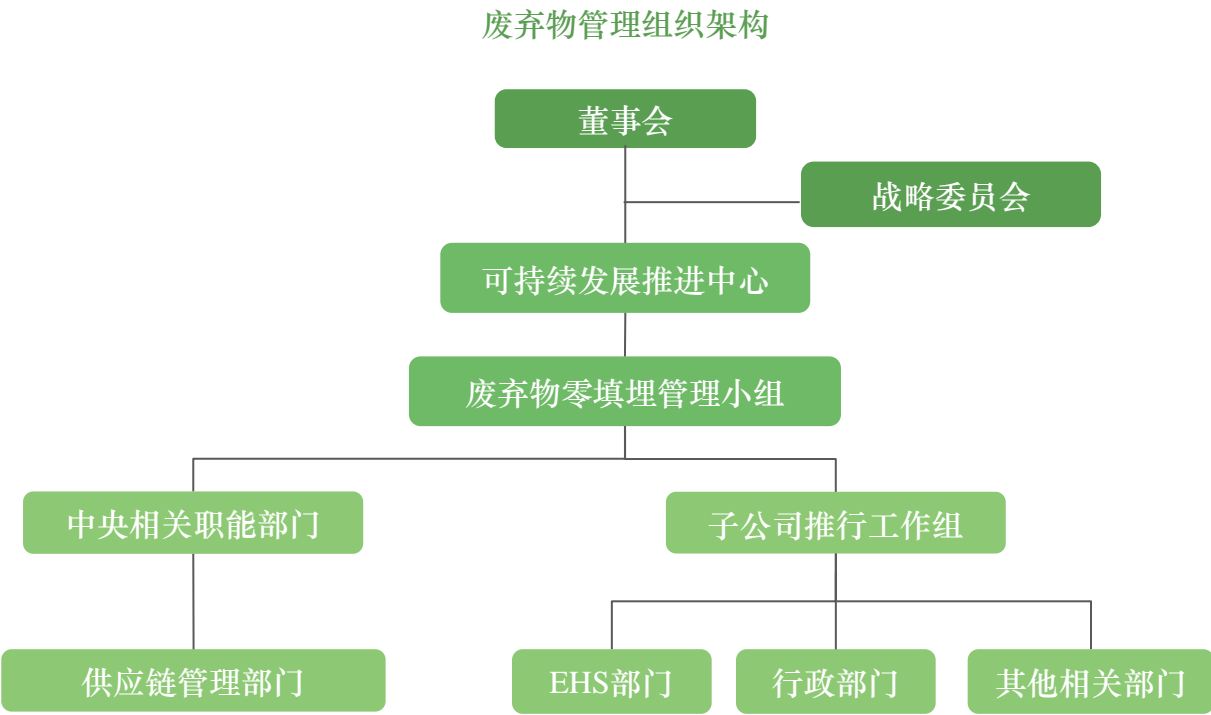 废弃物管理组织架构
董事会
战略委员会
可持续发展推进中心
废弃物零填埋管理小组
中央相关职能部门
子公司推行工作组
供应链管理部门
EHS部门
行政部门
其他相关部门